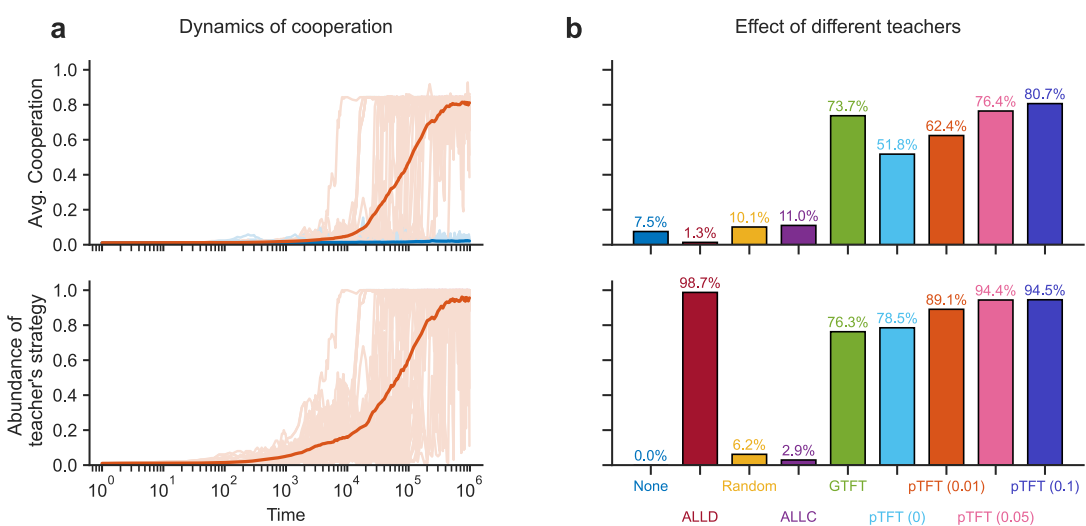 a
Dynamics of cooperation
b
Effect of different teachers
Avg. Cooperation
1.0
0.8
0.6
0.4
0.2
0.0
7.5%
1.3%
10.1%
11.0%
73.7%
51.8%
62.4%
76.4%
80.7%
Abundance of
teacher's strategy
1.0
0.8
0.6
0.4
0.2
0.0
10^0
10^1
10^2
10^3
10^4
10^5
10^6
Time
0.0%
98.7%
6.2%
2.9%
76.3%
78.5%
89.1%
94.4%
94.5%
None
ALLD
Random
ALLC
GTFT
pTFT (0)
pTFT (0.01)
pTFT (0.05)
pTFT (0.1)